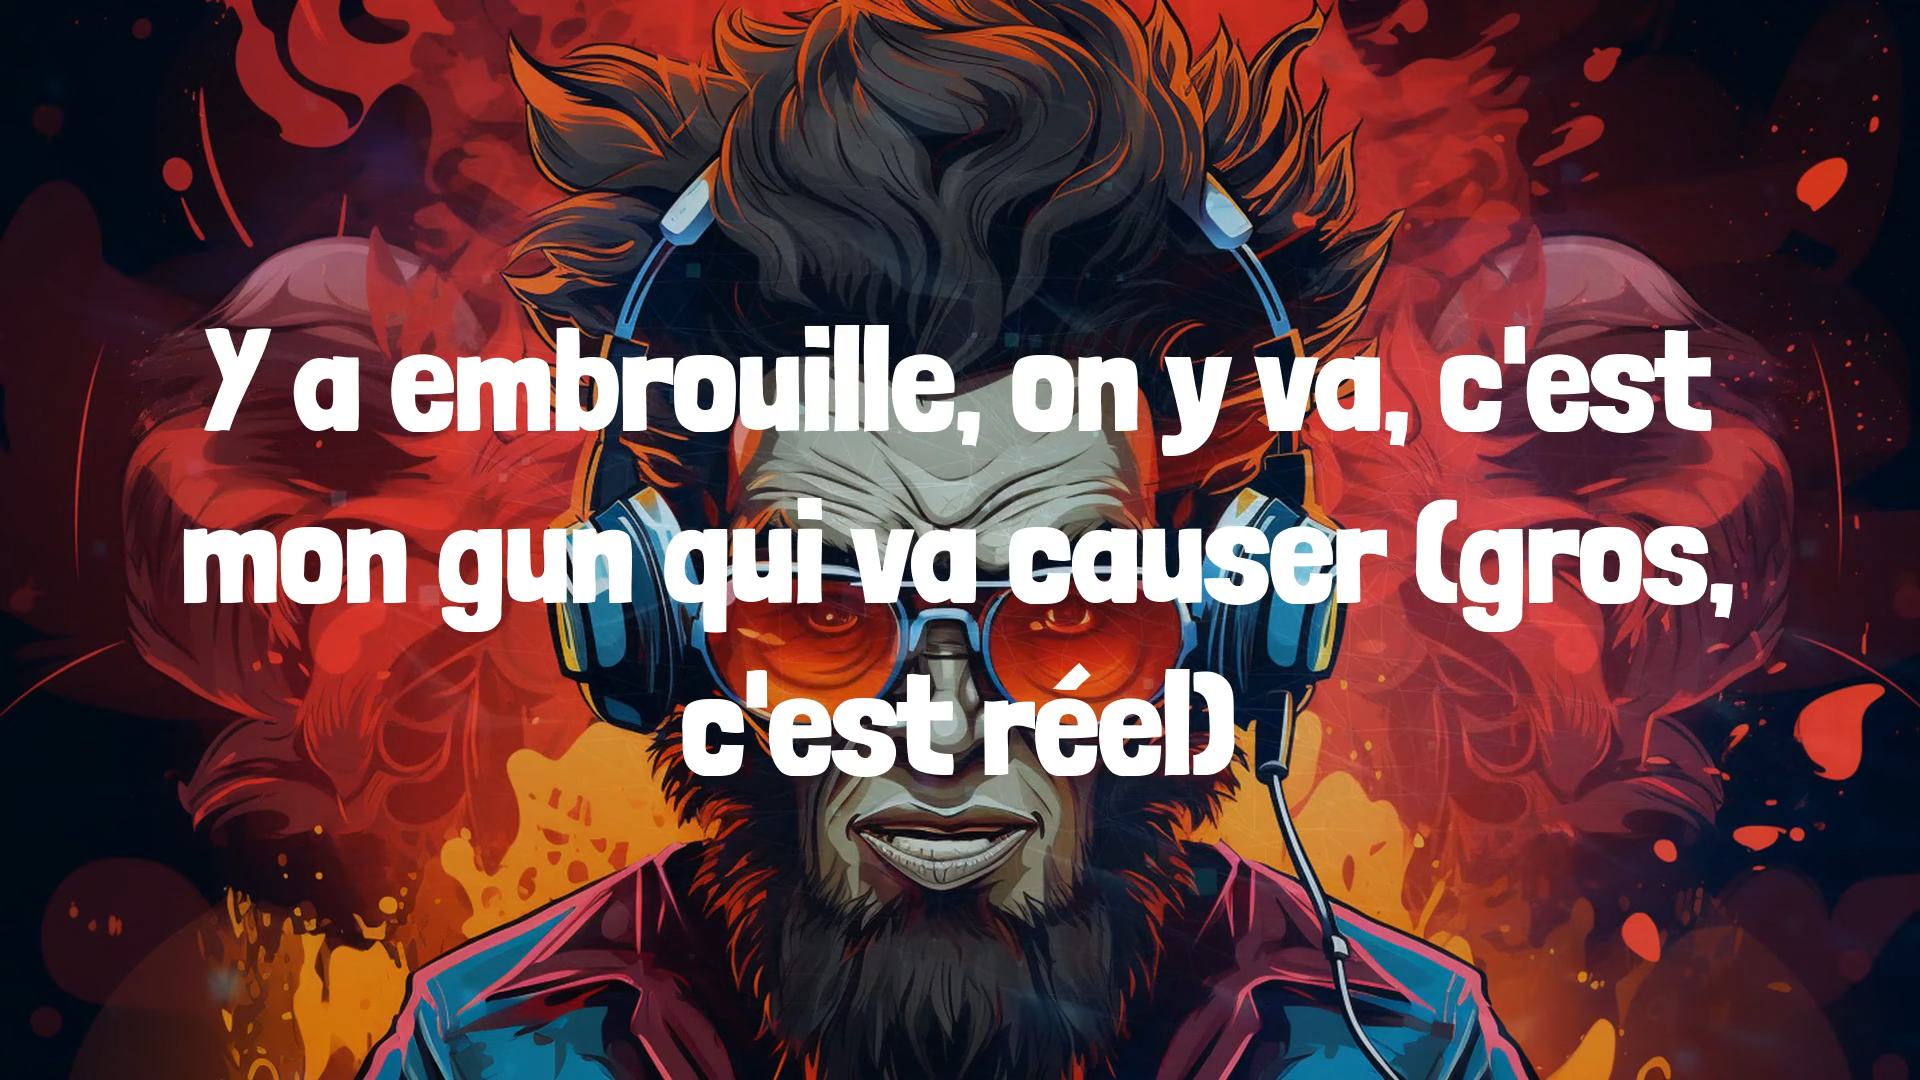 Y a embrouille, on y va, c'est
mon gun qui va causer (gros,
c'est réel)